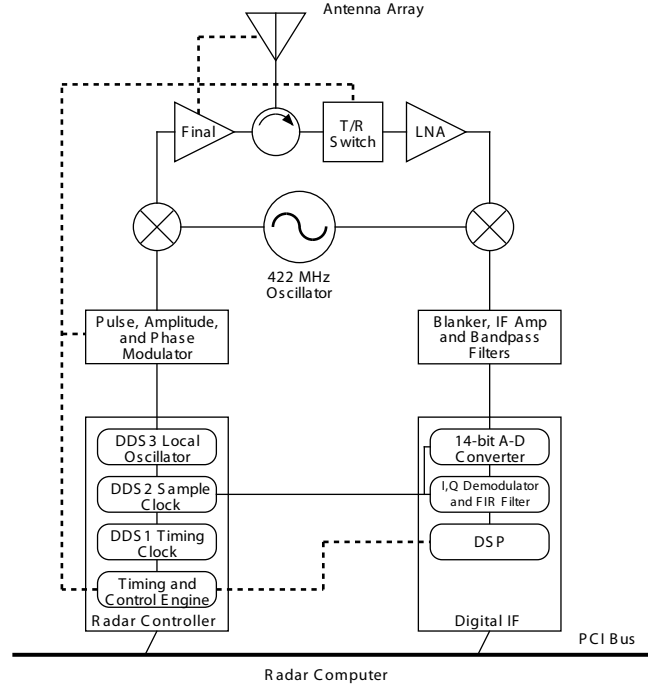 Antenna Array
Final
T/R
Switch
LNA
422 MHz
Oscillator
Pulse, Amplitude,
and Phase
Modulator
Blanker, IF Amp
and Bandpass
Filters
DDS3 Local
Oscillator
DDS2 Sample
Clock
DDS1 Timing
Clock
Timing and
Control Engine
Radar Controller
14-bit A-D
Converter
I,Q Demodulator
and FIR Filter
DSP
Digital IF
PCI Bus
Radar Computer